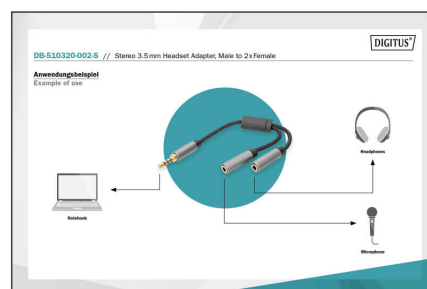 DIGITUS®
DB-510320-002-S // Stereo 3.5 mm Headset Adapter, Male to 2x Female
Anwendungsbeispiel
Example of use
Headphones
Notebook
Microphone